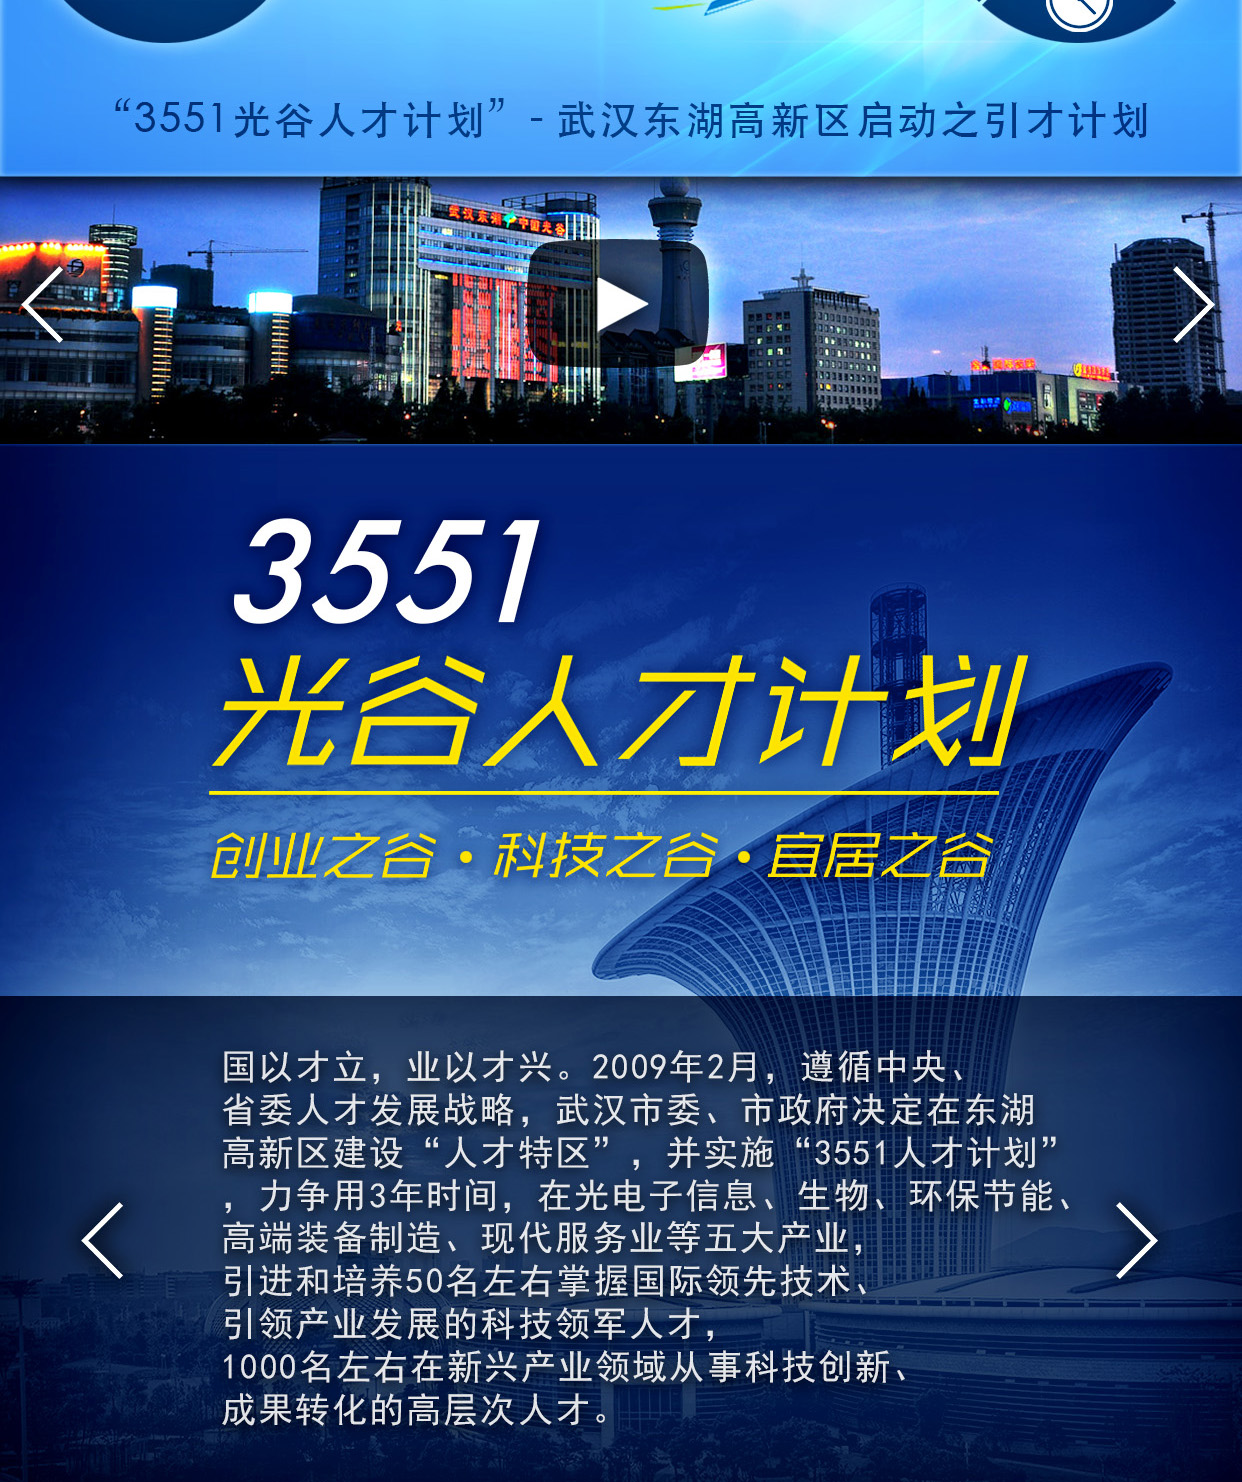 “3551光谷人才计划”- 武汉东湖高新区启动之引才计划
武汉东湖 中国光谷
3551
光谷人才计划
创业之谷·科技之谷·宜居之谷
国以才立，业以才兴。2009年2月，遵循中央、
省委人才发展战略，武汉市委、市政府决定在东湖
高新区建设“人才特区”，并实施“3551人才计划”
，力争用3年时间，在光电子信息、生物、环保节能、
高端装备制造、现代服务业等五大产业，
引进和培养50名左右掌握国际领先技术、
引领产业发展的科技领军人才，
1000名左右在新兴产业领域从事科技创新、
成果转化的高层次人才。